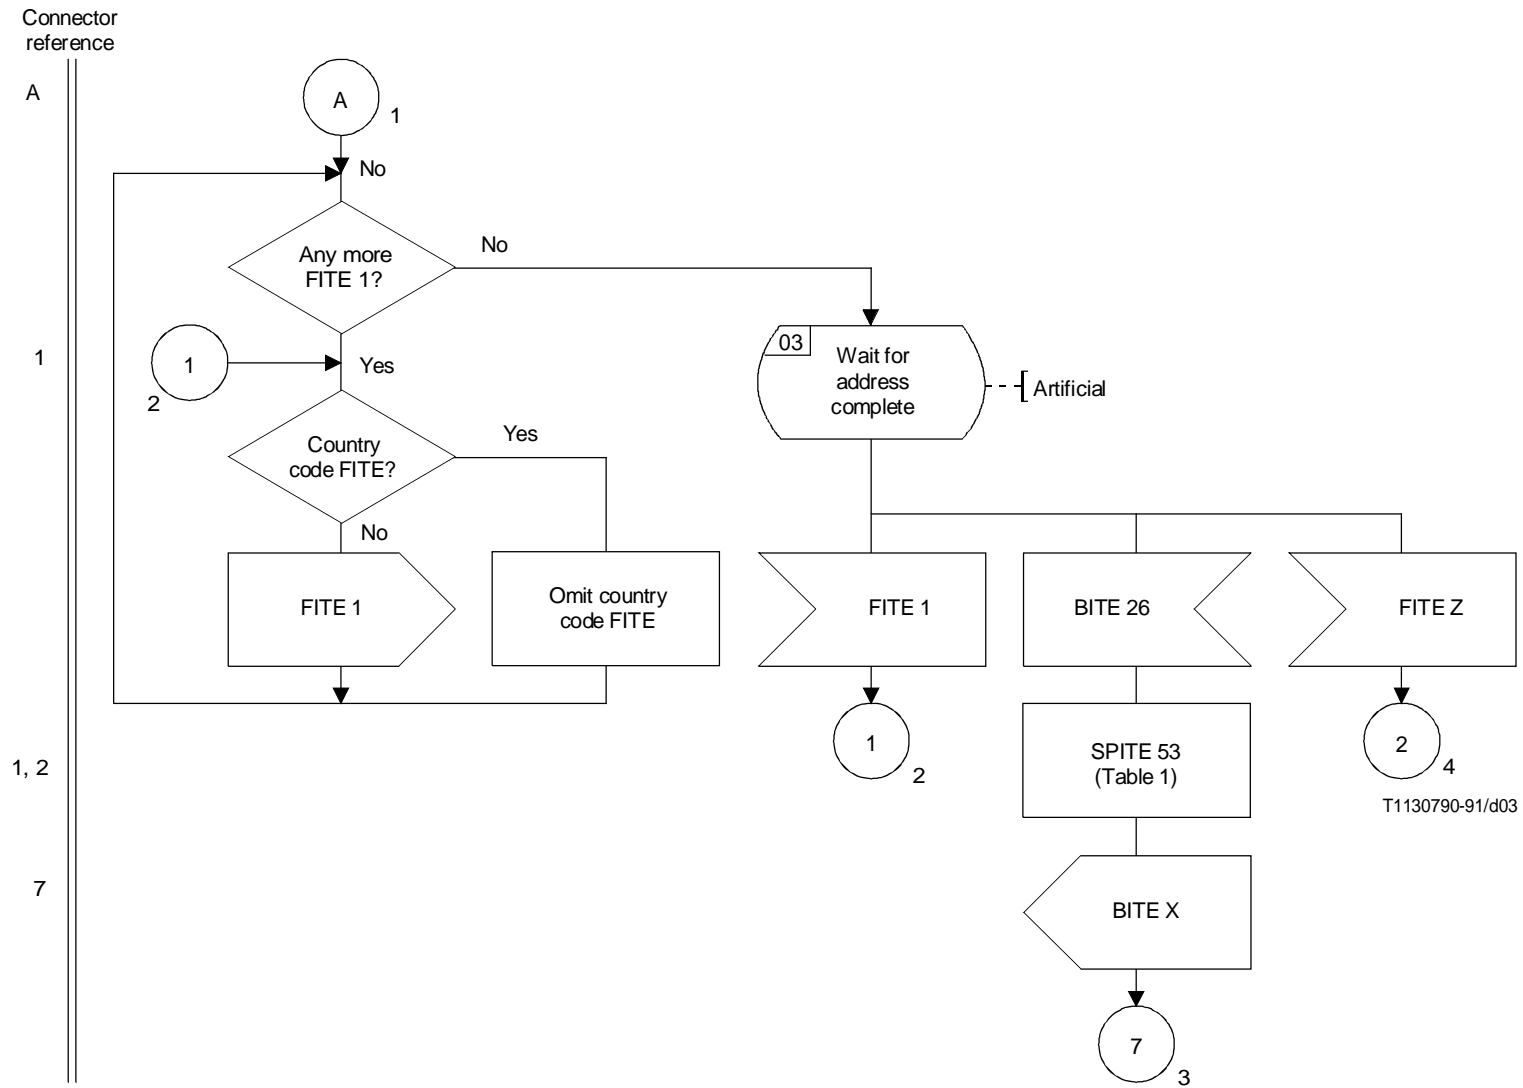 Connector
reference
A
A
1
No
Any more
FITE 1?
No
1
1
2
Yes
03
Wait for
address
complete
Artificial
Country
code FITE?
Yes
No
FITE 1
Omit country
code FITE
FITE 1
BITE 26
FITE Z
1, 2
1
2
SPITE 53
(Table 1)
2
4
T1130790-91/d03
7
BITE X
7
3